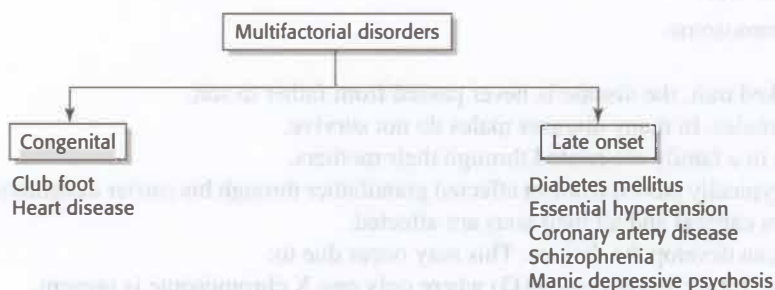 Multifactorial disorders
Congenital
Club foot
Heart disease
Late onset
Diabetes mellitus
Essential hypertension
Coronary artery disease
Schizophrenia
Manic depressive psychosis